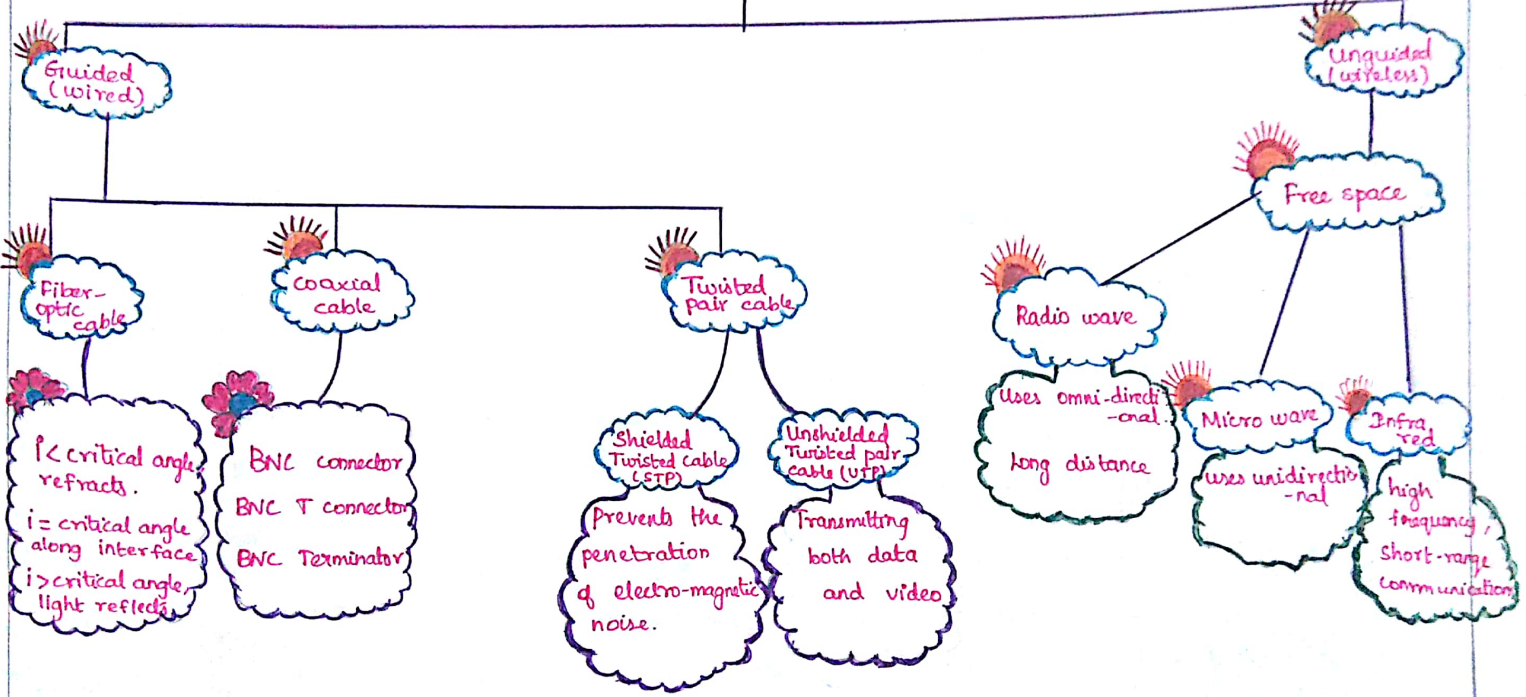 Guided
(wired)
Unguided
(wireless)
Free space
Fiber-
optic
cable
coaxial
cable
Twisted
pair cable
Radio wave
Micro wave
Infra
red
Shielded
Twisted cable
(STP)
Unshielded
Twisted pair
cable (UTP)
i< critical angle,
refracts.
i = critical angle
along interface
i > critical angle,
light reflects
BNC connector
BNC T connector
BNC Terminator
Prevents the
penetration
of electro-magnetic
noise.
Transmitting
both data
and video
Uses omni-directi
-onal.
Long distance
uses unidirectio
-nal
high
frequency,
short-range
communication